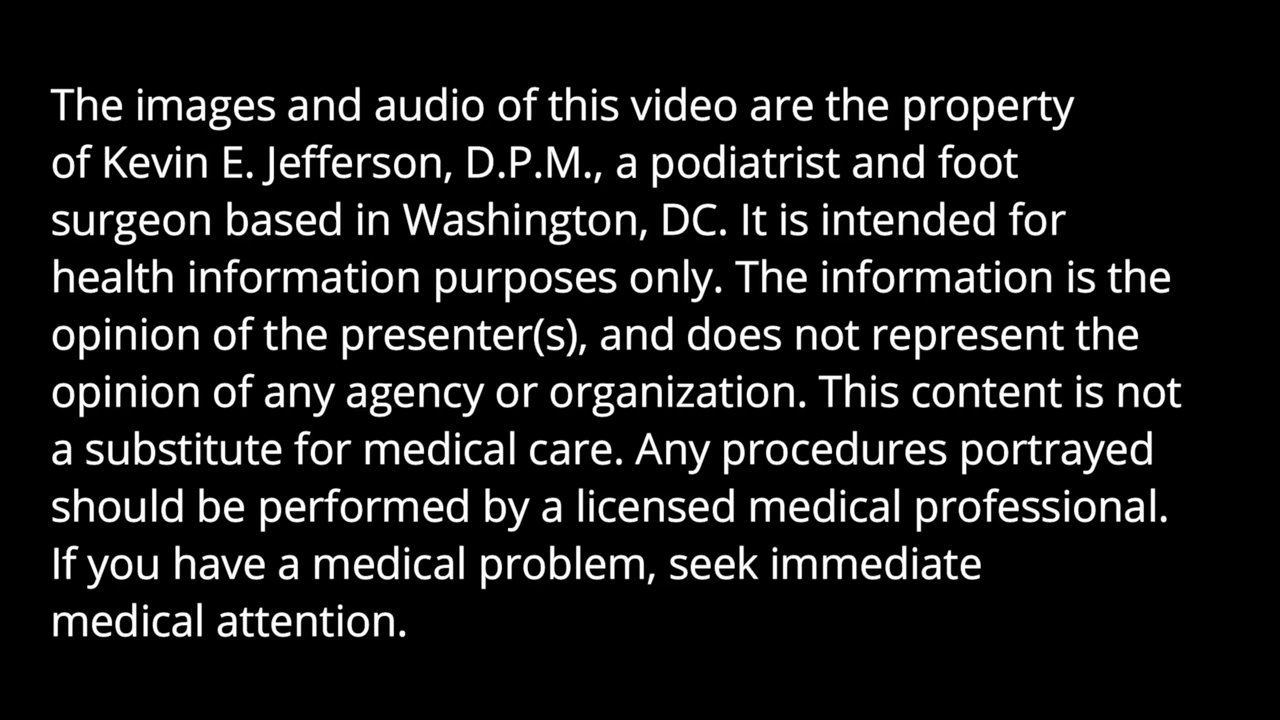 The images and audio of this video are the property
of Kevin E. Jefferson, D.P.M., a podiatrist and foot
surgeon based in Washington, DC. It is intended for
health information purposes only. The information is the
opinion of the presenter(s), and does not represent the
opinion of any agency or organization. This content is not
a substitute for medical care. Any procedures portrayed
should be performed by a licensed medical professional.
If you have a medical problem, seek immediate
medical attention.